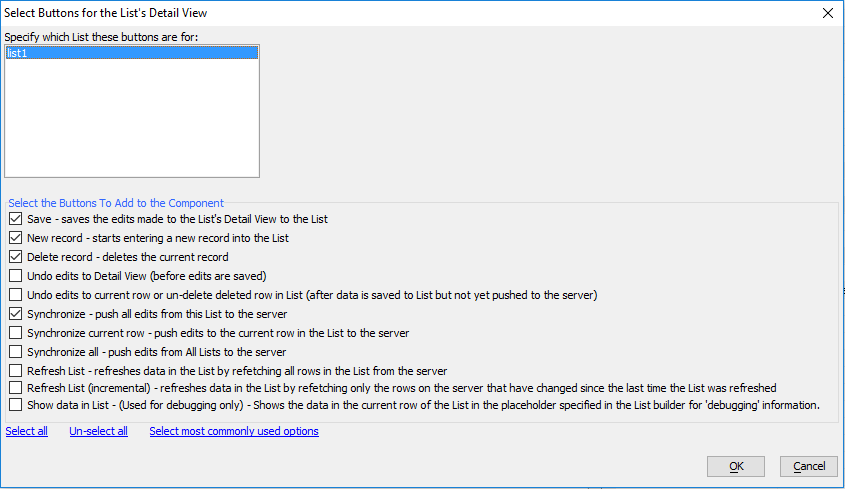 Select Buttons for the List's Detail View
Specify which List these buttons are for:
list1
Select the Buttons To Add to the Component
Save - saves the edits made to the List's Detail View to the List
New record - starts entering a new record into the List
Delete record - deletes the current record
Undo edits to Detail View (before edits are saved)
Undo edits to current row or un-delete deleted row in List (after data is saved to List but not yet pushed to the server)
Synchronize - push all edits from this List to the server
Synchronize current row - push edits to the current row in the List to the server
Synchronize all - push edits from All Lists to the server
Refresh List - refreshes data in the List by refetching all rows in the List from the server
Refresh List (incremental) - refreshes data in the List by refetching only the rows on the server that have changed since the last time the List was refreshed
Show data in List - (Used for debugging only) - Shows the data in the current row of the List in the placeholder specified in the List builder for 'debugging' information.
Select all Un-select all Select most commonly used options
OK Cancel